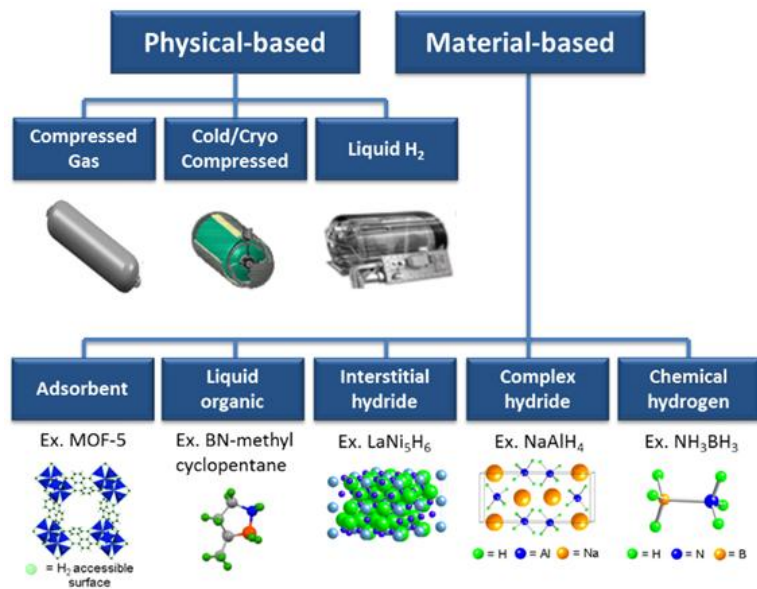 Physical-based
Material-based
Compressed
Gas
Cold/Cryo
Compressed
Liquid H₂
Adsorbent
Liquid
organic
Interstitial
hydride
Complex
hydride
Chemical
hydrogen
Ex. MOF-5
Ex. BN-methyl
cyclopentane
Ex. LaNi₅H₆
Ex. NaAlH₄
Ex. NH₃BH₃
= H₂ accessible
surface
= H = Al = Na
= H = N = B